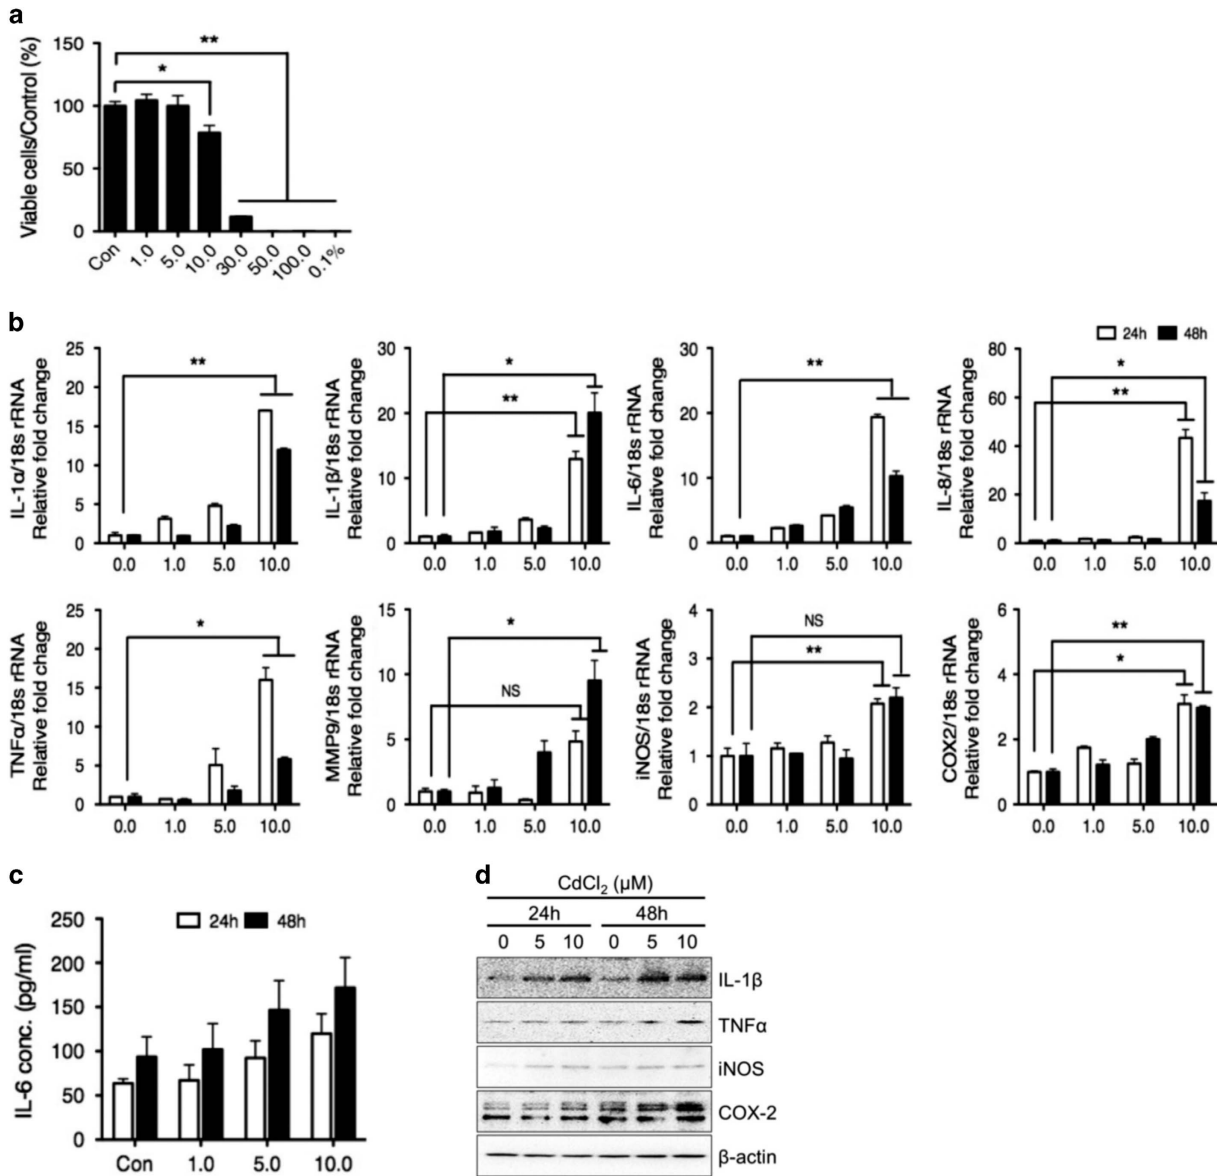 a
Viable cells/Control (%)
150
100
50
0
**
*
Con
1.0
5.0
10.0
30.0
50.0
100.0
0.1%
b
24h
48h
IL-1α/18s rRNA
Relative fold change
25
20
15
10
5
0
**
0.0
1.0
5.0
10.0
IL-1β/18s rRNA
Relative fold change
30
20
10
0
*
**
0.0
1.0
5.0
10.0
IL-6/18s rRNA
Relative fold change
30
20
10
0
**
0.0
1.0
5.0
10.0
IL-8/18s rRNA
Relative fold change
80
60
40
20
0
*
**
0.0
1.0
5.0
10.0
TNFα/18s rRNA
Relative fold chage
25
20
15
10
5
0
*
0.0
1.0
5.0
10.0
MMP9/18s rRNA
Relative fold change
15
10
5
0
*
NS
0.0
1.0
5.0
10.0
iNOS/18s rRNA
Relative fold change
4
3
2
1
0
NS
**
0.0
1.0
5.0
10.0
COX2/18s rRNA
Relative fold change
6
4
2
0
**
*
0.0
1.0
5.0
10.0
c
IL-6 conc. (pg/ml)
250
200
150
100
50
0
24h
48h
Con
1.0
5.0
10.0
d
CdCl₂ (μM)
24h 48h
0 5 10 0 5 10
IL-1β
TNFα
iNOS
COX-2
β-actin